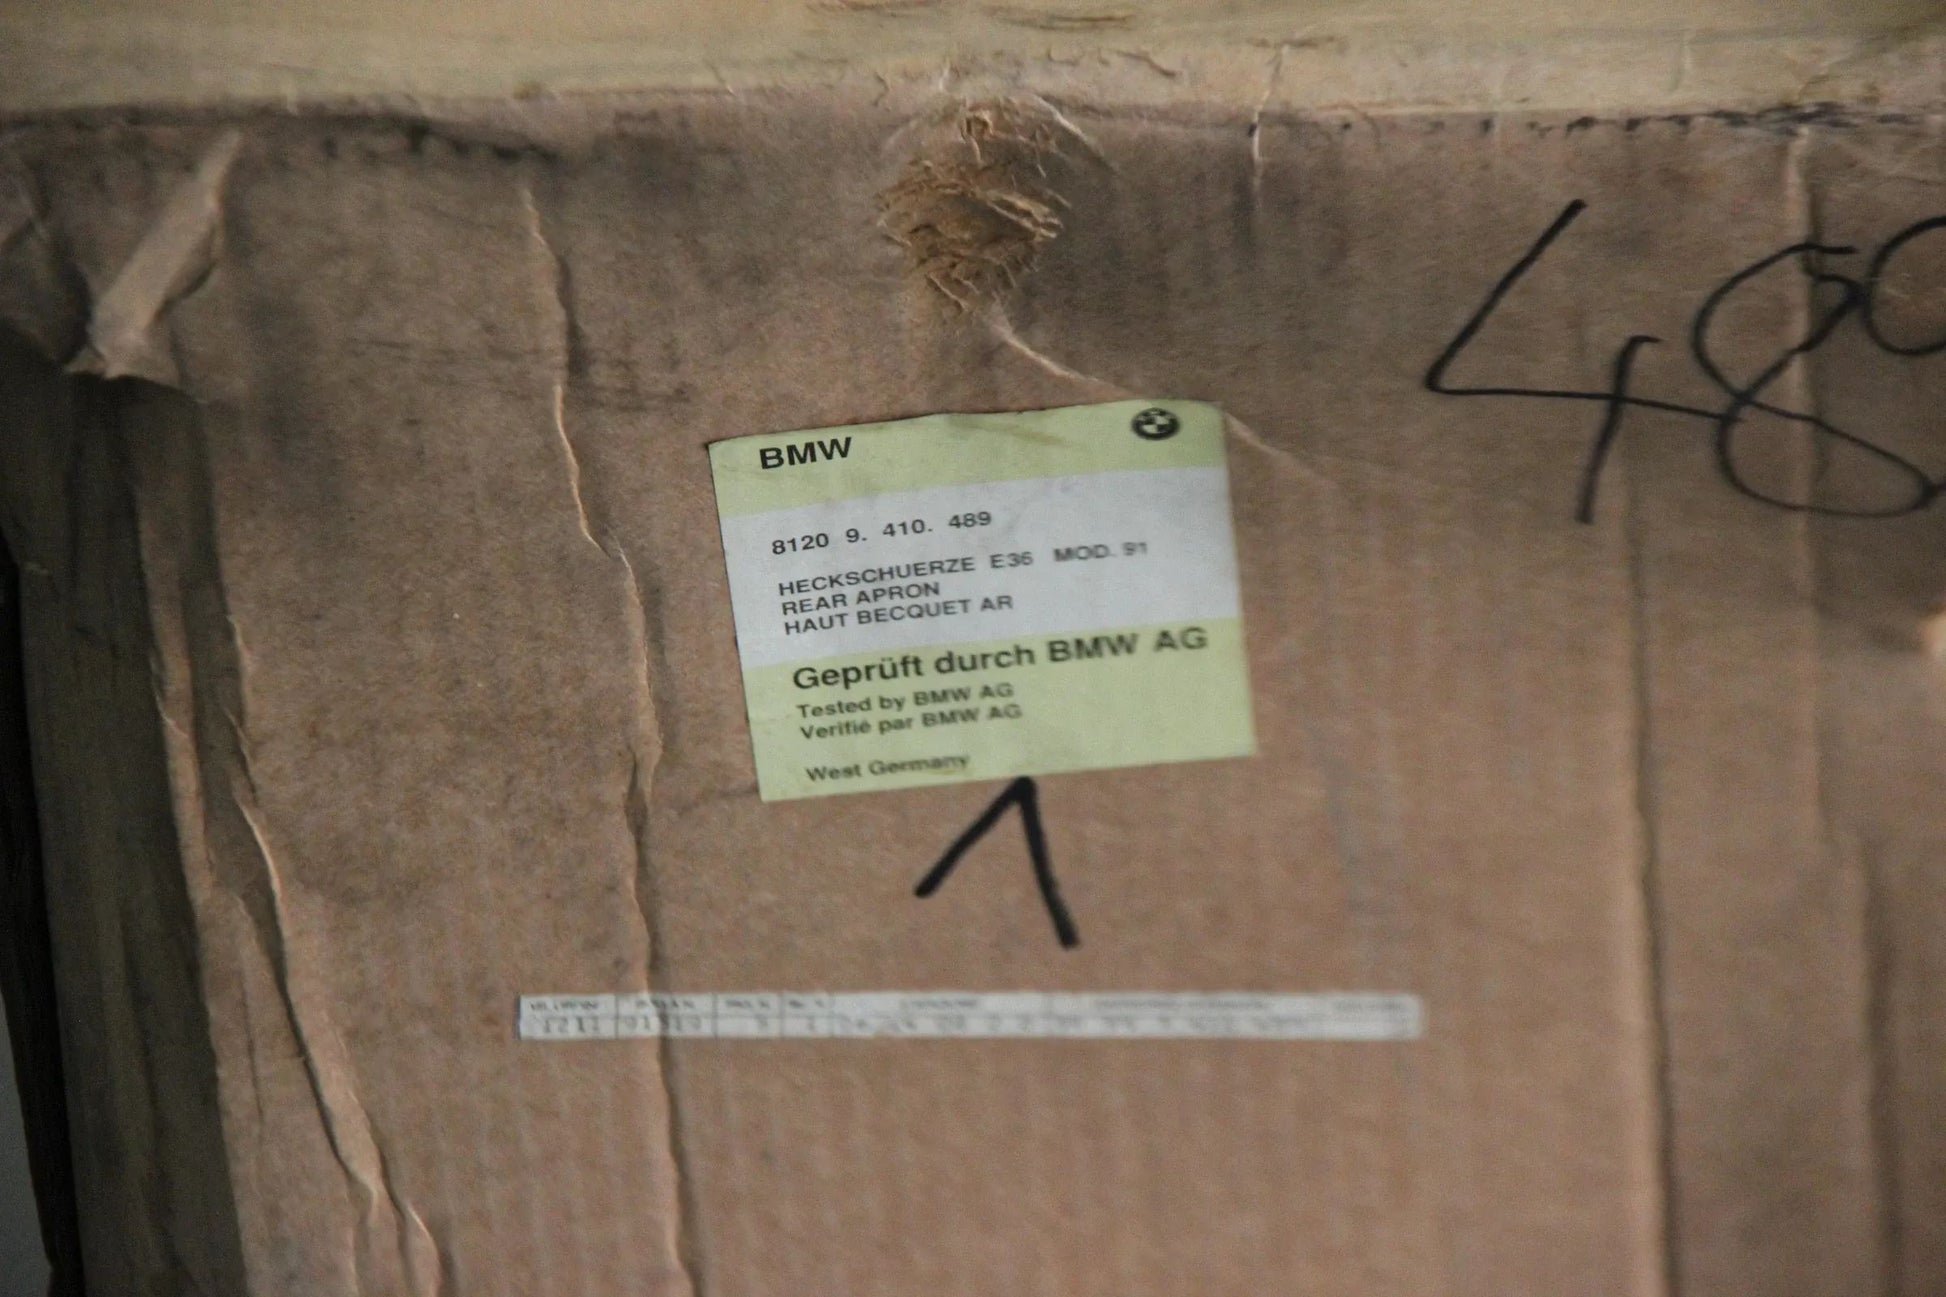 489
BMW
8120 9. 410. 489
HECKSCHUERZE E36 MOD. 91
REAR APRON
HAUT BECQUET AR
Geprüft durch BMW AG
Tested by BMW AG
Verifié par BMW AG
West Germany
1